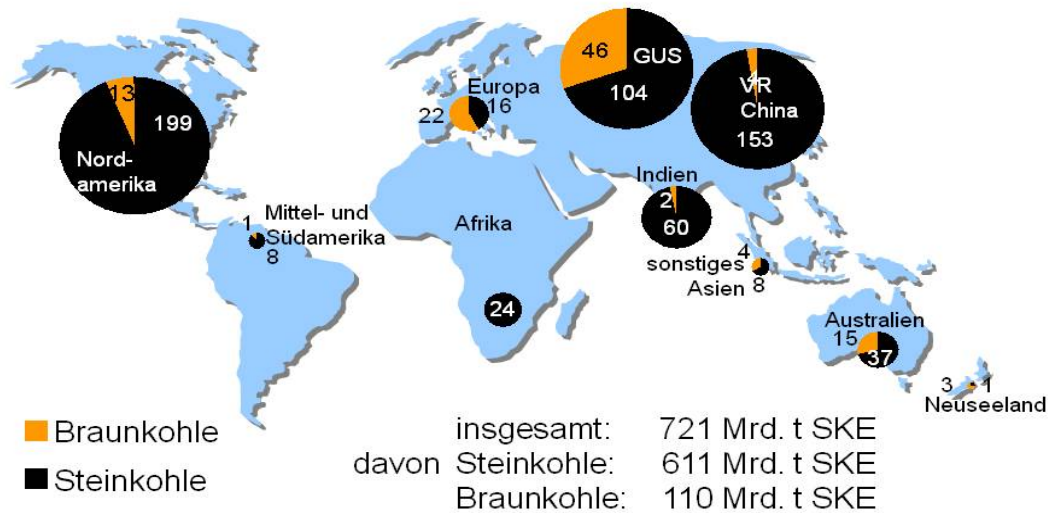 46
GUS
104
4
VR
China
153
13
199
Nord-
amerika
Europa
22
16
Indien
2
60
1
Mittel- und
Südamerika
8
Afrika
24
4
sonstiges
Asien
8
Australien
15
37
3
1
Neuseeland
Braunkohle
Steinkohle
insgesamt: 721 Mrd. t SKE
davon Steinkohle: 611 Mrd. t SKE
Braunkohle: 110 Mrd. t SKE